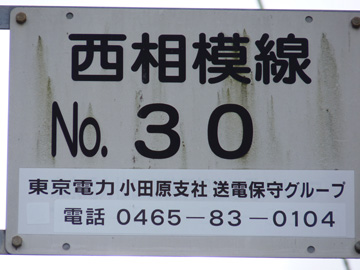 西相模線
No. 30
東京電力 小田原支社 送電保守グループ
電話 0465－83－0104